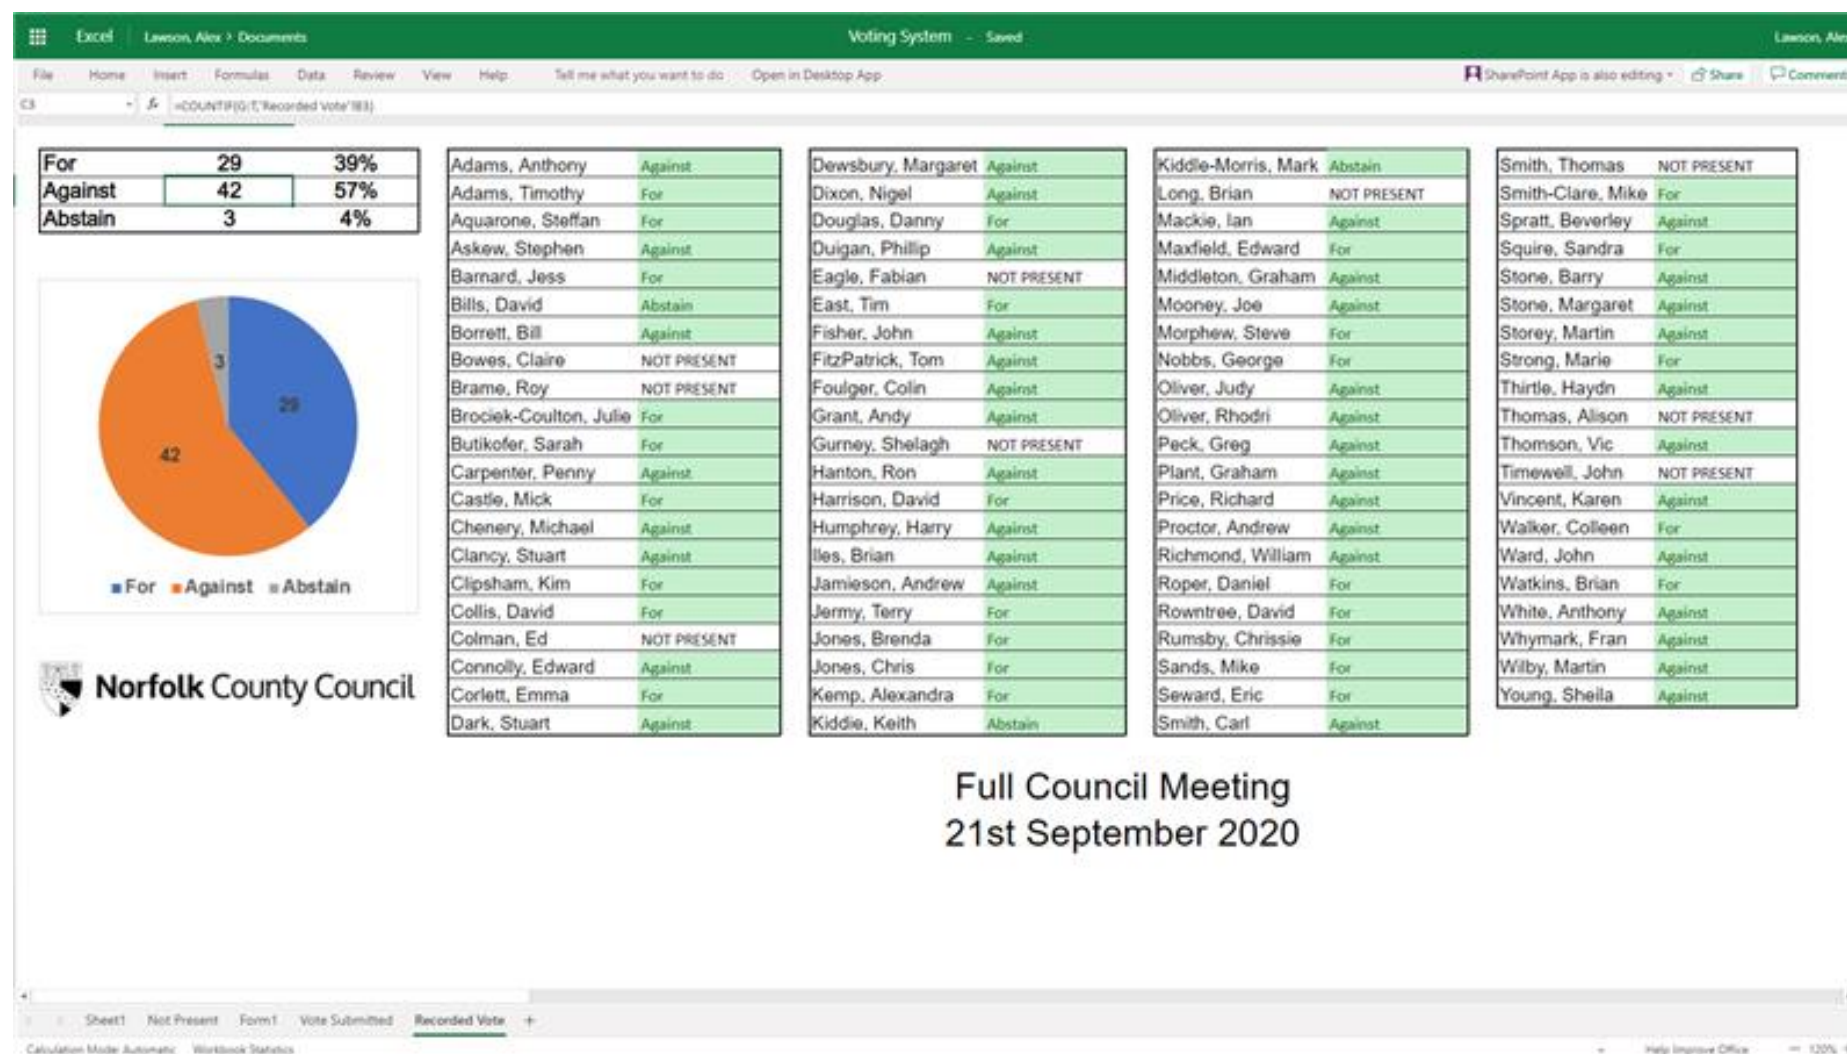 Excel Lawson, Alex > Documents Voting System - Saved Lawson, Alex
File Home Insert Formulas Data Review View Help Tell me what you want to do Open in Desktop App SharePoint App is also editing Share Comments
C3 fx =COUNTIF(G:T,'Recorded Vote'!B3)
For 29 39%
Against 42 57%
Abstain 3 4%
3
29
42
For Against Abstain
Norfolk County Council
Adams, Anthony Against
Adams, Timothy For
Aquarone, Steffan For
Askew, Stephen Against
Barnard, Jess For
Bills, David Abstain
Borrett, Bill Against
Bowes, Claire NOT PRESENT
Brame, Roy NOT PRESENT
Brociek-Coulton, Julie For
Butikofer, Sarah For
Carpenter, Penny Against
Castle, Mick For
Chenery, Michael Against
Clancy, Stuart Against
Clipsham, Kim For
Collis, David For
Colman, Ed NOT PRESENT
Connolly, Edward Against
Corlett, Emma For
Dark, Stuart Against
Dewsbury, Margaret Against
Dixon, Nigel Against
Douglas, Danny For
Duigan, Phillip Against
Eagle, Fabian NOT PRESENT
East, Tim For
Fisher, John Against
FitzPatrick, Tom Against
Foulger, Colin Against
Grant, Andy Against
Gurney, Shelagh NOT PRESENT
Hanton, Ron Against
Harrison, David For
Humphrey, Harry Against
Iles, Brian Against
Jamieson, Andrew Against
Jermy, Terry For
Jones, Brenda For
Jones, Chris For
Kemp, Alexandra For
Kiddie, Keith Abstain
Kiddle-Morris, Mark Abstain
Long, Brian NOT PRESENT
Mackie, Ian Against
Maxfield, Edward For
Middleton, Graham Against
Mooney, Joe Against
Morphew, Steve For
Nobbs, George For
Oliver, Judy Against
Oliver, Rhodri Against
Peck, Greg Against
Plant, Graham Against
Price, Richard Against
Proctor, Andrew Against
Richmond, William Against
Roper, Daniel For
Rowntree, David For
Rumsby, Chrissie For
Sands, Mike For
Seward, Eric For
Smith, Carl Against
Smith, Thomas NOT PRESENT
Smith-Clare, Mike For
Spratt, Beverley Against
Squire, Sandra For
Stone, Barry Against
Stone, Margaret Against
Storey, Martin Against
Strong, Marie For
Thirtle, Haydn Against
Thomas, Alison NOT PRESENT
Thomson, Vic Against
Timewell, John NOT PRESENT
Vincent, Karen Against
Walker, Colleen For
Ward, John Against
Watkins, Brian For
White, Anthony Against
Whymark, Fran Against
Wilby, Martin Against
Young, Sheila Against
Full Council Meeting
21st September 2020
Sheet1 Not Present Form1 Vote Submitted Recorded Vote +
Calculation Mode: Automatic Workbook Statistics Help Improve Office 120%